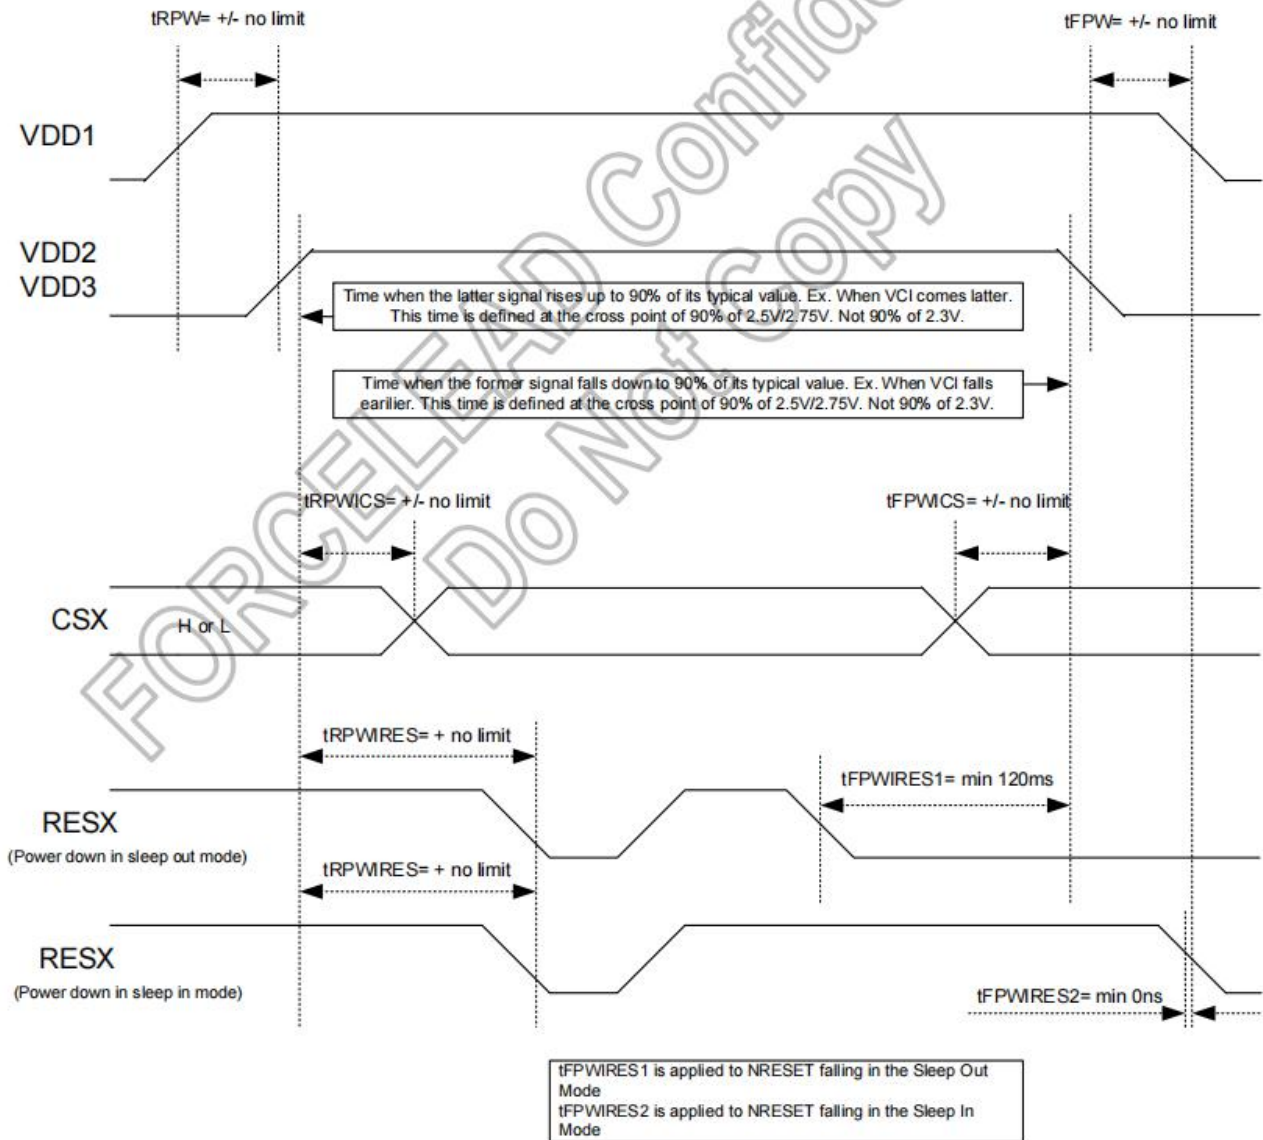 tRPW= +/- no limit
tFPW= +/- no limit
VDD1
VDD2
VDD3
Time when the latter signal rises up to 90% of its typical value. Ex. When VCI comes latter.
This time is defined at the cross point of 90% of 2.5V/2.75V. Not 90% of 2.3V.
Time when the former signal falls down to 90% of its typical value. Ex. When VCI falls
earilier. This time is defined at the cross point of 90% of 2.5V/2.75V. Not 90% of 2.3V.
tRPWICS= +/- no limit
tFPWICS= +/- no limit
CSX
H or L
tRPWIRES= + no limit
tFPWIRES1= min 120ms
RESX
(Power down in sleep out mode)
tRPWIRES= + no limit
RESX
(Power down in sleep in mode)
tFPWIRES2= min 0ns
tFPWIRES1 is applied to NRESET falling in the Sleep Out
Mode
tFPWIRES2 is applied to NRESET falling in the Sleep In
Mode
FORCELEAD
Do Not Copy